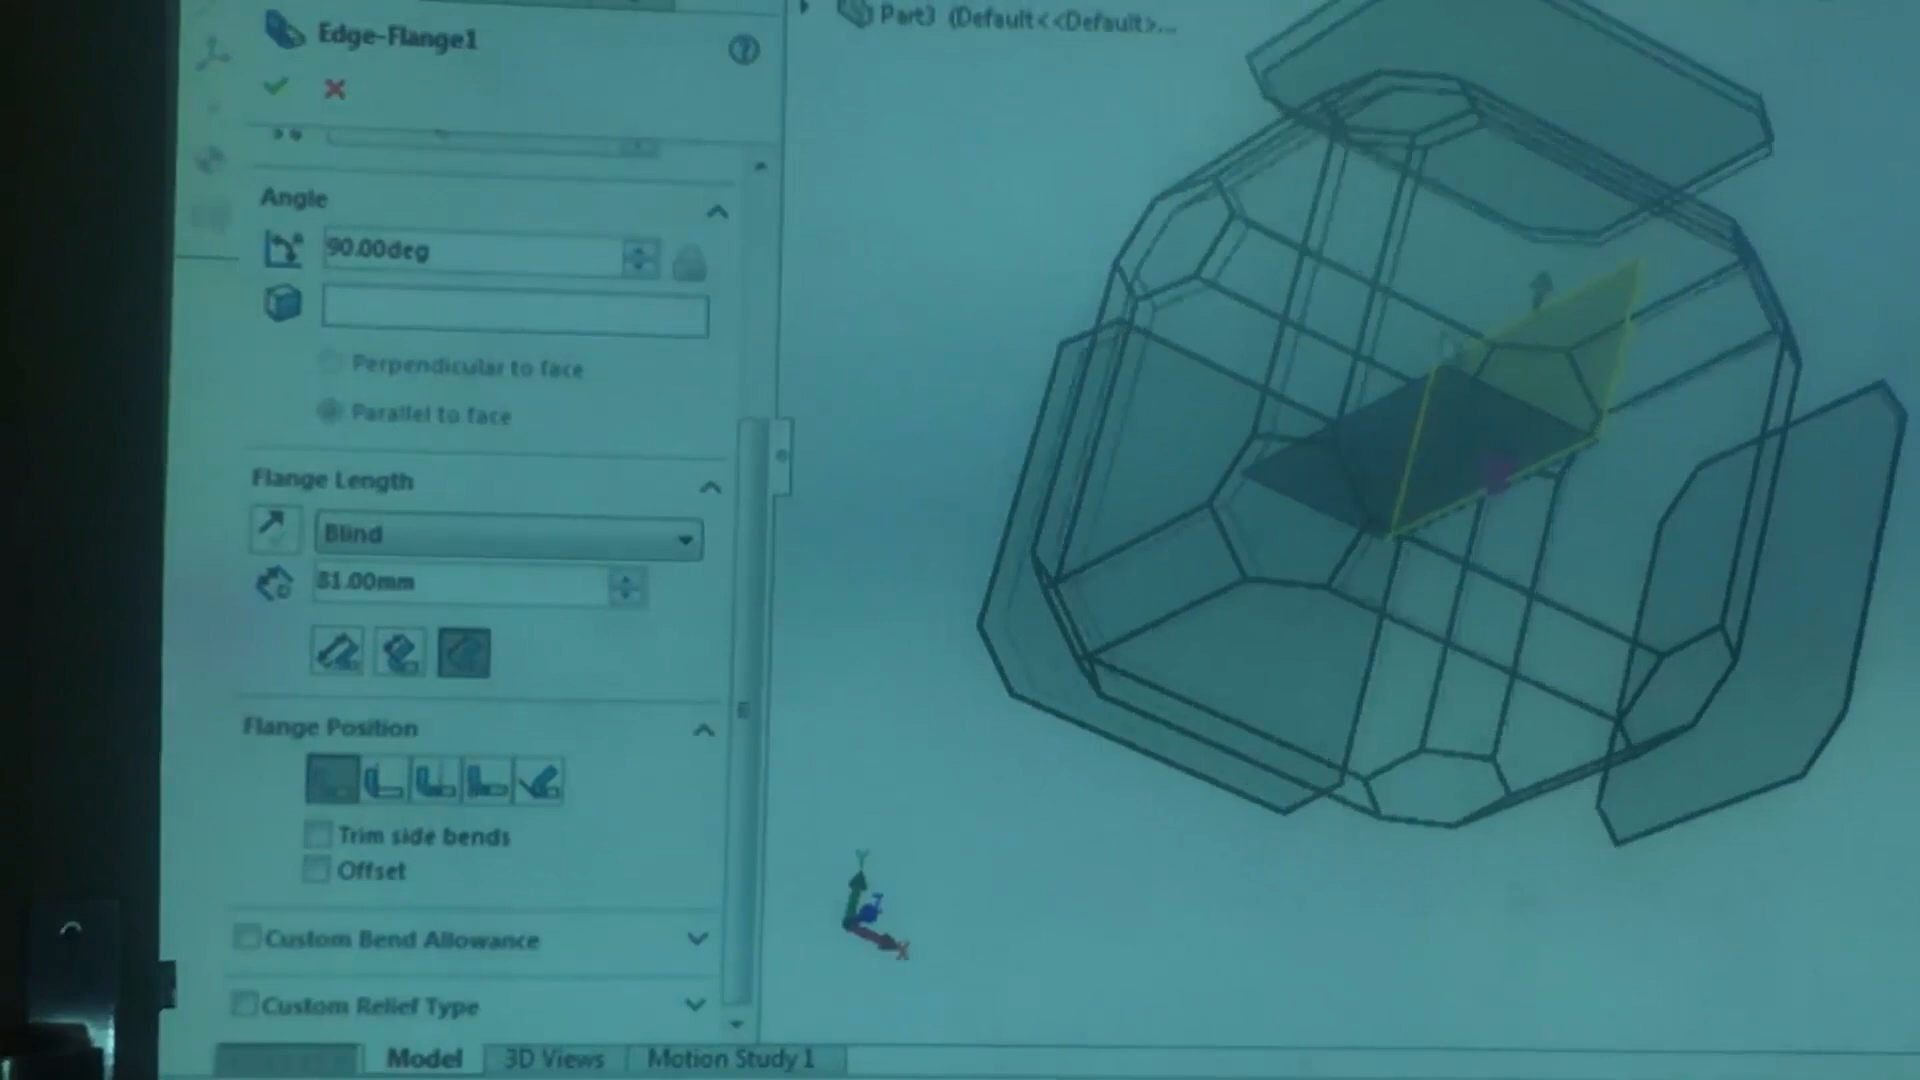 Edge-Flange1
Part3 (Default<<Default>...
Angle
90.00deg
Perpendicular to face
Parallel to face
Flange Length
Blind
81.00mm
Flange Position
Trim side bends
Offset
Custom Bend Allowance
Custom Relief Type
Y
Z
X
Model
3D Views
Motion Study 1